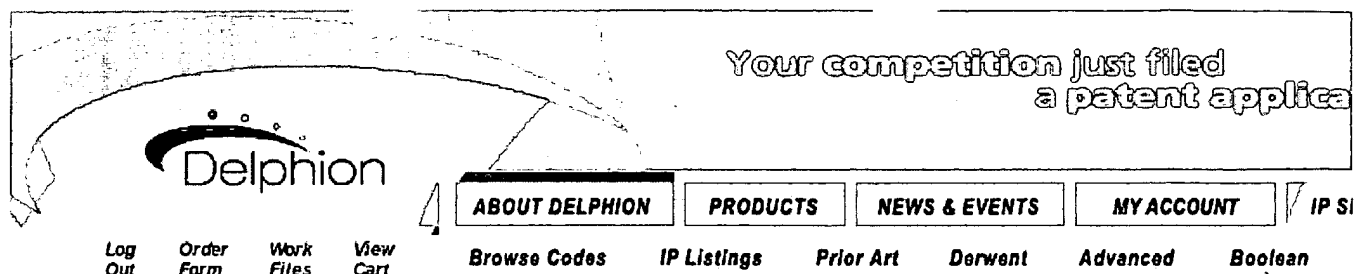 Your competition just filed
a patent applica
Delphion
ABOUT DELPHION PRODUCTS NEWS & EVENTS MY ACCOUNT IP S
Log Out Order Form Work Files View Cart Browse Codes IP Listings Prior Art Derwent Advanced Boolean